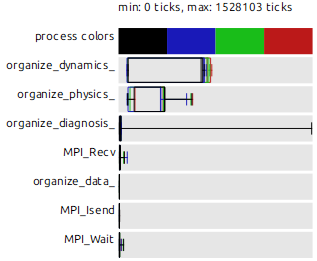 min: 0 ticks, max: 1528103 ticks
process colors
organize_dynamics_
organize_physics_
organize_diagnosis_
MPI_Recv
organize_data_
MPI_Isend
MPI_Wait